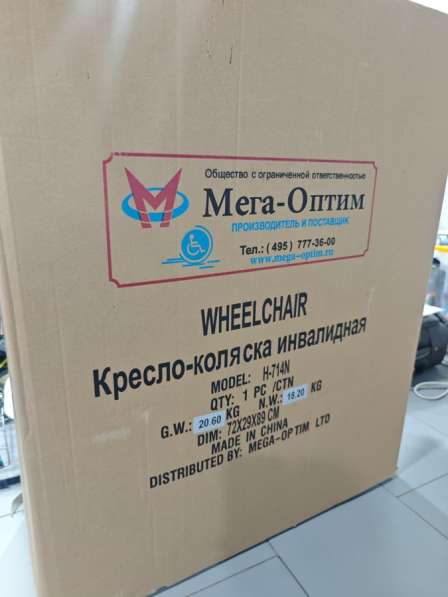 Общество с ограниченной ответственностью
Мега-Оптим
ПРОИЗВОДИТЕЛЬ И ПОСТАВЩИК
Тел.: (495) 777-36-00
www.mega-optim.ru
WHEELCHAIR
Кресло-коляска инвалидная
MODEL: H-714N
QTY: 1 PC /CTN
G.W.: 20.60 KG N.W.: 18.20 KG
DIM: 72X29X89 CM
MADE IN CHINA
DISTRIBUTED BY: MEGA-OPTIM LTD